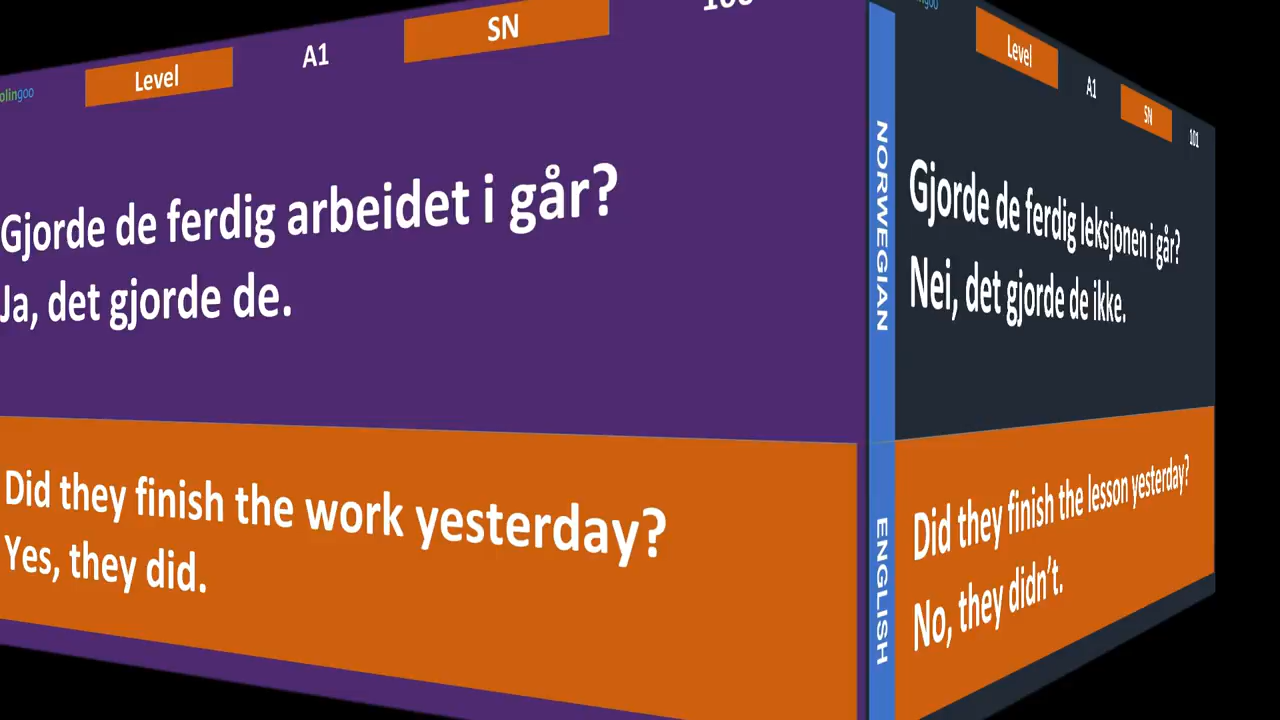 Level A1 SN
olingoo
Gjorde de ferdig arbeidet i går?
Ja, det gjorde de.
Did they finish the work yesterday?
Yes, they did.
NORWEGIAN
ENGLISH
Level A1 SN 101
Gjorde de ferdig leksjonen i går?
Nei, det gjorde de ikke.
Did they finish the lesson yesterday?
No, they didn't.